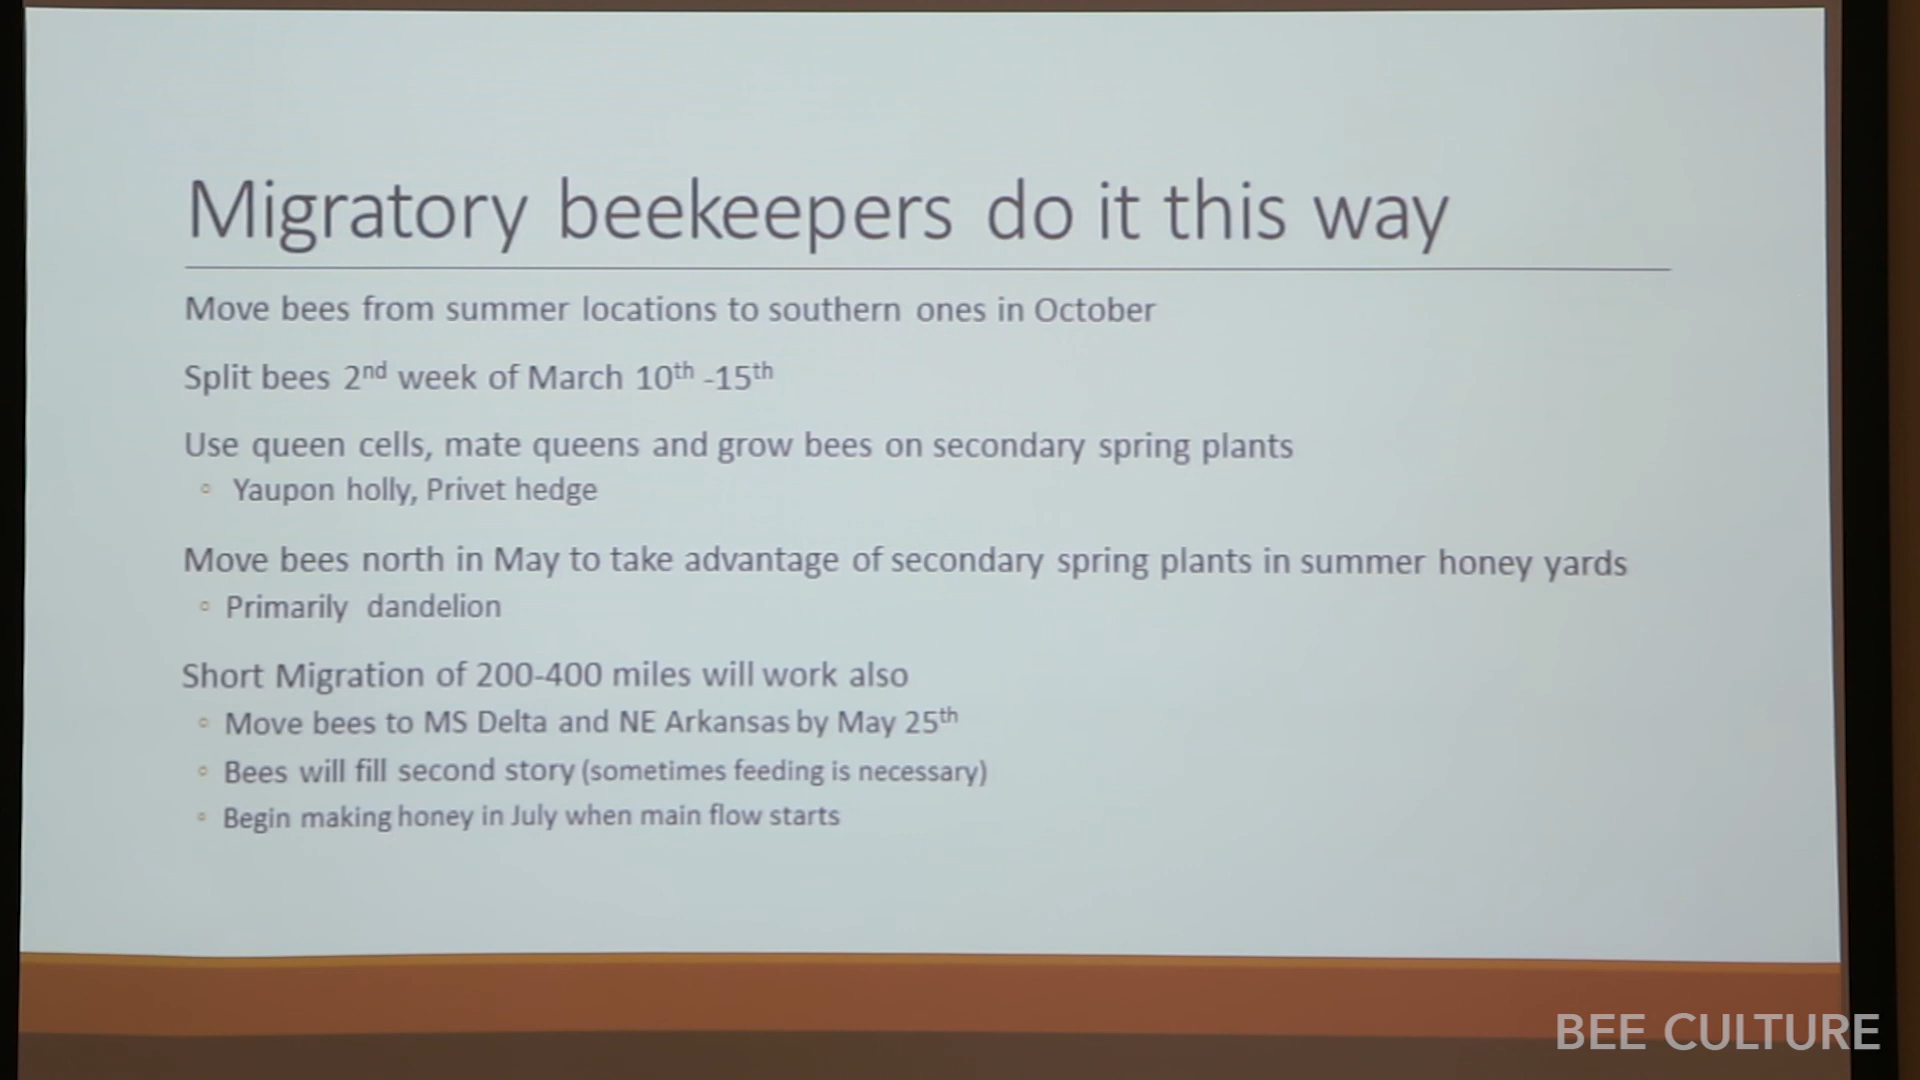 Migratory beekeepers do it this way
Move bees from summer locations to southern ones in October
Split bees 2nd week of March 10th -15th
Use queen cells, mate queens and grow bees on secondary spring plants
Yaupon holly, Privet hedge
Move bees north in May to take advantage of secondary spring plants in summer honey yards
Primarily dandelion
Short Migration of 200-400 miles will work also
Move bees to MS Delta and NE Arkansas by May 25th
Bees will fill second story (sometimes feeding is necessary)
Begin making honey in July when main flow starts
BEE CULTURE